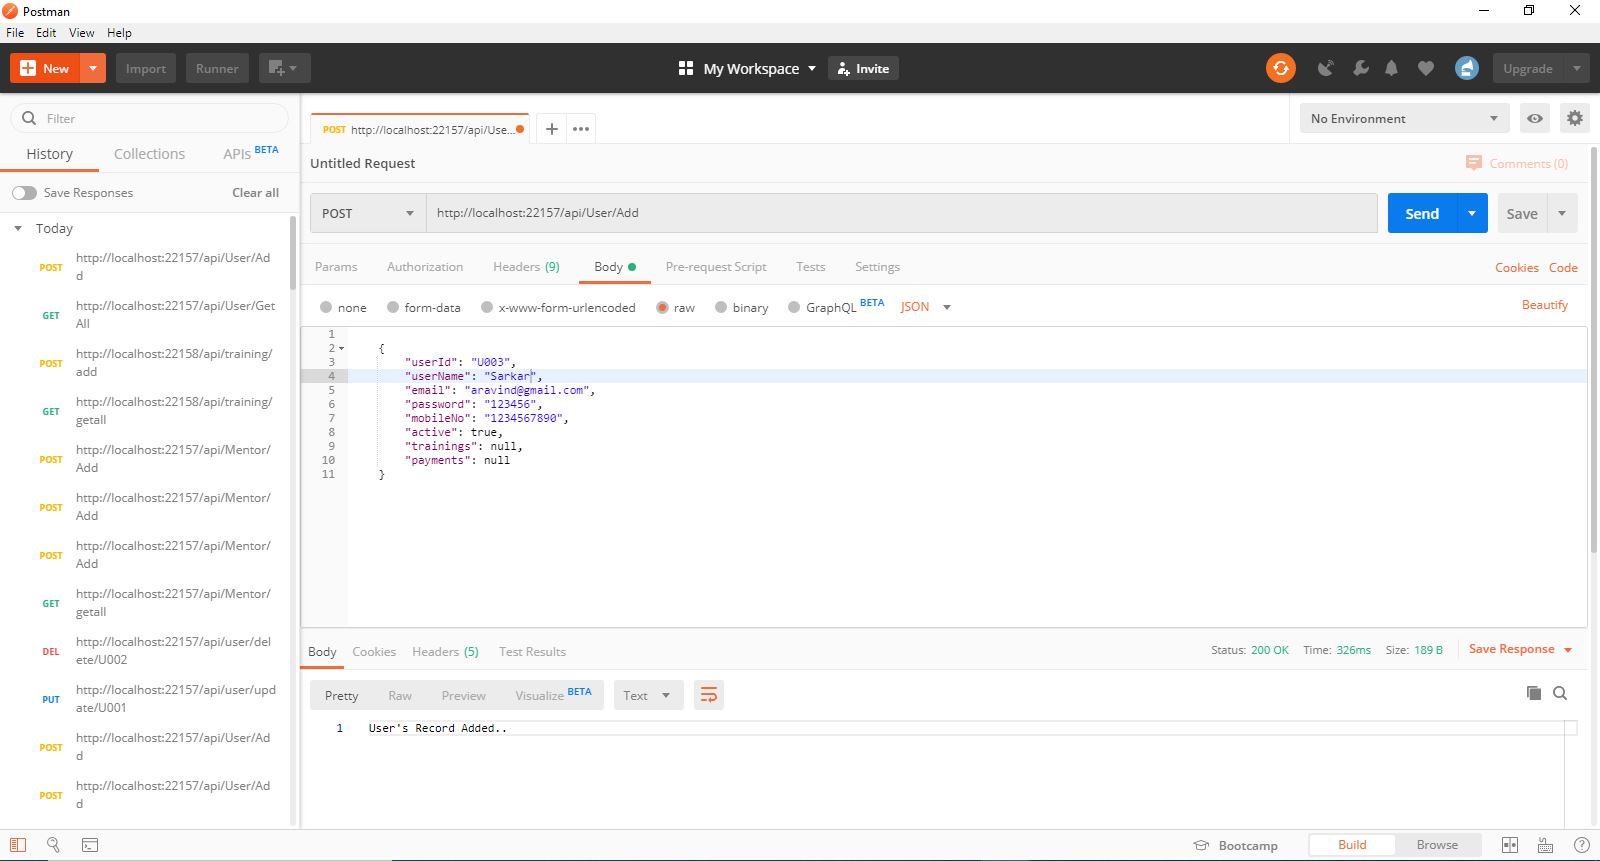 Postman
File Edit View Help
New Import Runner My Workspace Invite Upgrade
Filter
History Collections APIs BETA
Save Responses Clear all
Today
POST http://localhost:22157/api/User/Ad
d
GET http://localhost:22157/api/User/Get
All
POST http://localhost:22158/api/training/
add
GET http://localhost:22158/api/training/
getall
POST http://localhost:22157/api/Mentor/
Add
POST http://localhost:22157/api/Mentor/
Add
POST http://localhost:22157/api/Mentor/
Add
GET http://localhost:22157/api/Mentor/
getall
DEL http://localhost:22157/api/user/del
ete/U002
PUT http://localhost:22157/api/user/upd
ate/U001
POST http://localhost:22157/api/User/Ad
d
POST http://localhost:22157/api/User/Ad
d
POST http://localhost:22157/api/Use... + •••
No Environment
Untitled Request Comments (0)
POST http://localhost:22157/api/User/Add Send Save
Params Authorization Headers (9) Body Pre-request Script Tests Settings Cookies Code
none form-data x-www-form-urlencoded raw binary GraphQL BETA JSON Beautify
1
2 {
3 "userId": "U003",
4 "userName": "Sarkar",
5 "email": "aravind@gmail.com",
6 "password": "123456",
7 "mobileNo": "1234567890",
8 "active": true,
9 "trainings": null,
10 "payments": null
11 }
Body Cookies Headers (5) Test Results Status: 200 OK Time: 326ms Size: 189 B Save Response
Pretty Raw Preview Visualize BETA Text
1 User's Record Added..
Bootcamp Build Browse